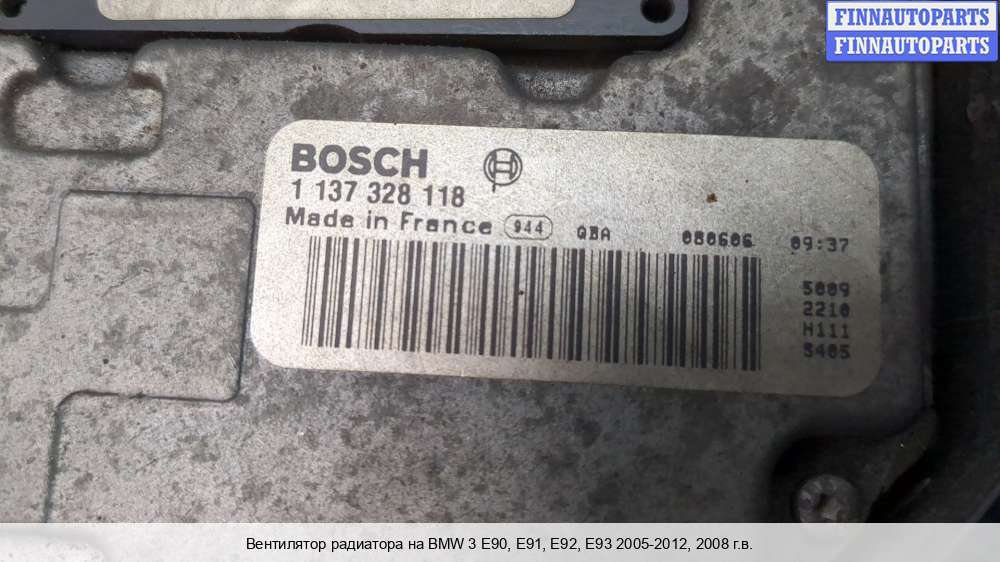 FINNAUTOPARTS
FINNAUTOPARTS
BOSCH
1 137 328 118
Made in France 944 QBA 080606 09:37
5009
2210
H111
3405
Вентилятор радиатора на BMW 3 E90, E91, E92, E93 2005-2012, 2008 г.в.